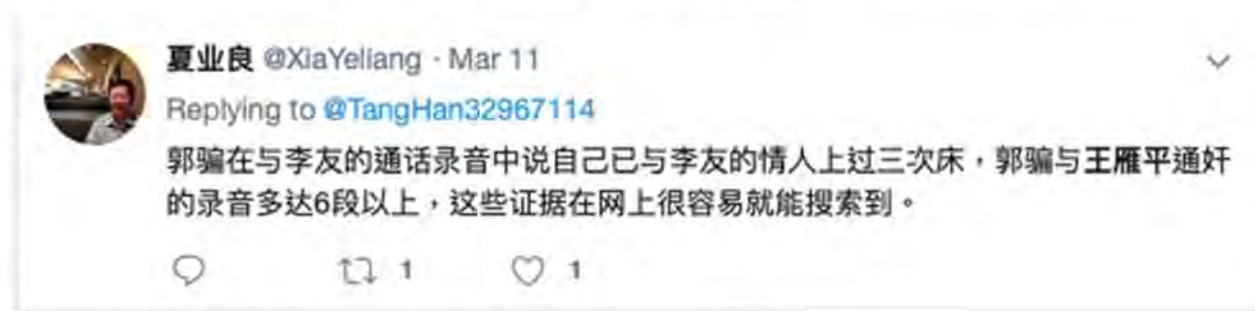 夏业良 @XiaYeliang · Mar 11
Replying to @TangHan32967114
郭骗在与李友的通话录音中说自己已与李友的情人上过三次床，郭骗与王雁平通奸
的录音多达6段以上，这些证据在网上很容易就能搜索到。
1 1